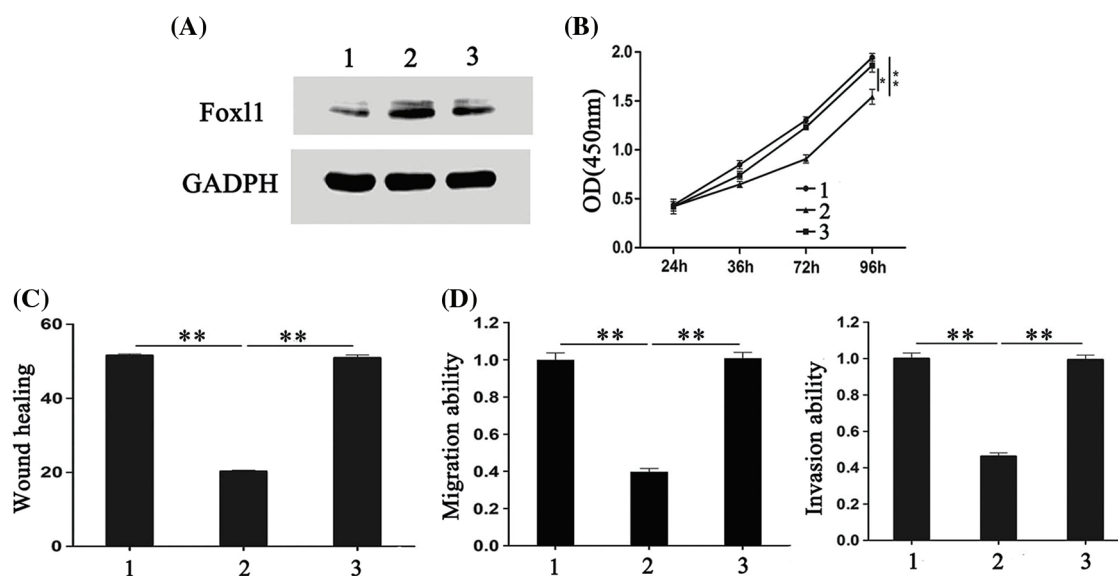 (A)
1 2 3
Foxl1
GADPH
(B)
OD(450nm)
2.0
1.5
1.0
0.5
0.0
24h 36h 72h 96h
1
2
3
*
**
(C)
Wound healing
60
40
20
0
** **
1 2 3
(D)
Migration ability
1.2
1.0
0.8
0.6
0.4
0.2
0.0
** **
1 2 3
Invasion ability
1.2
1.0
0.8
0.6
0.4
0.2
0.0
** **
1 2 3